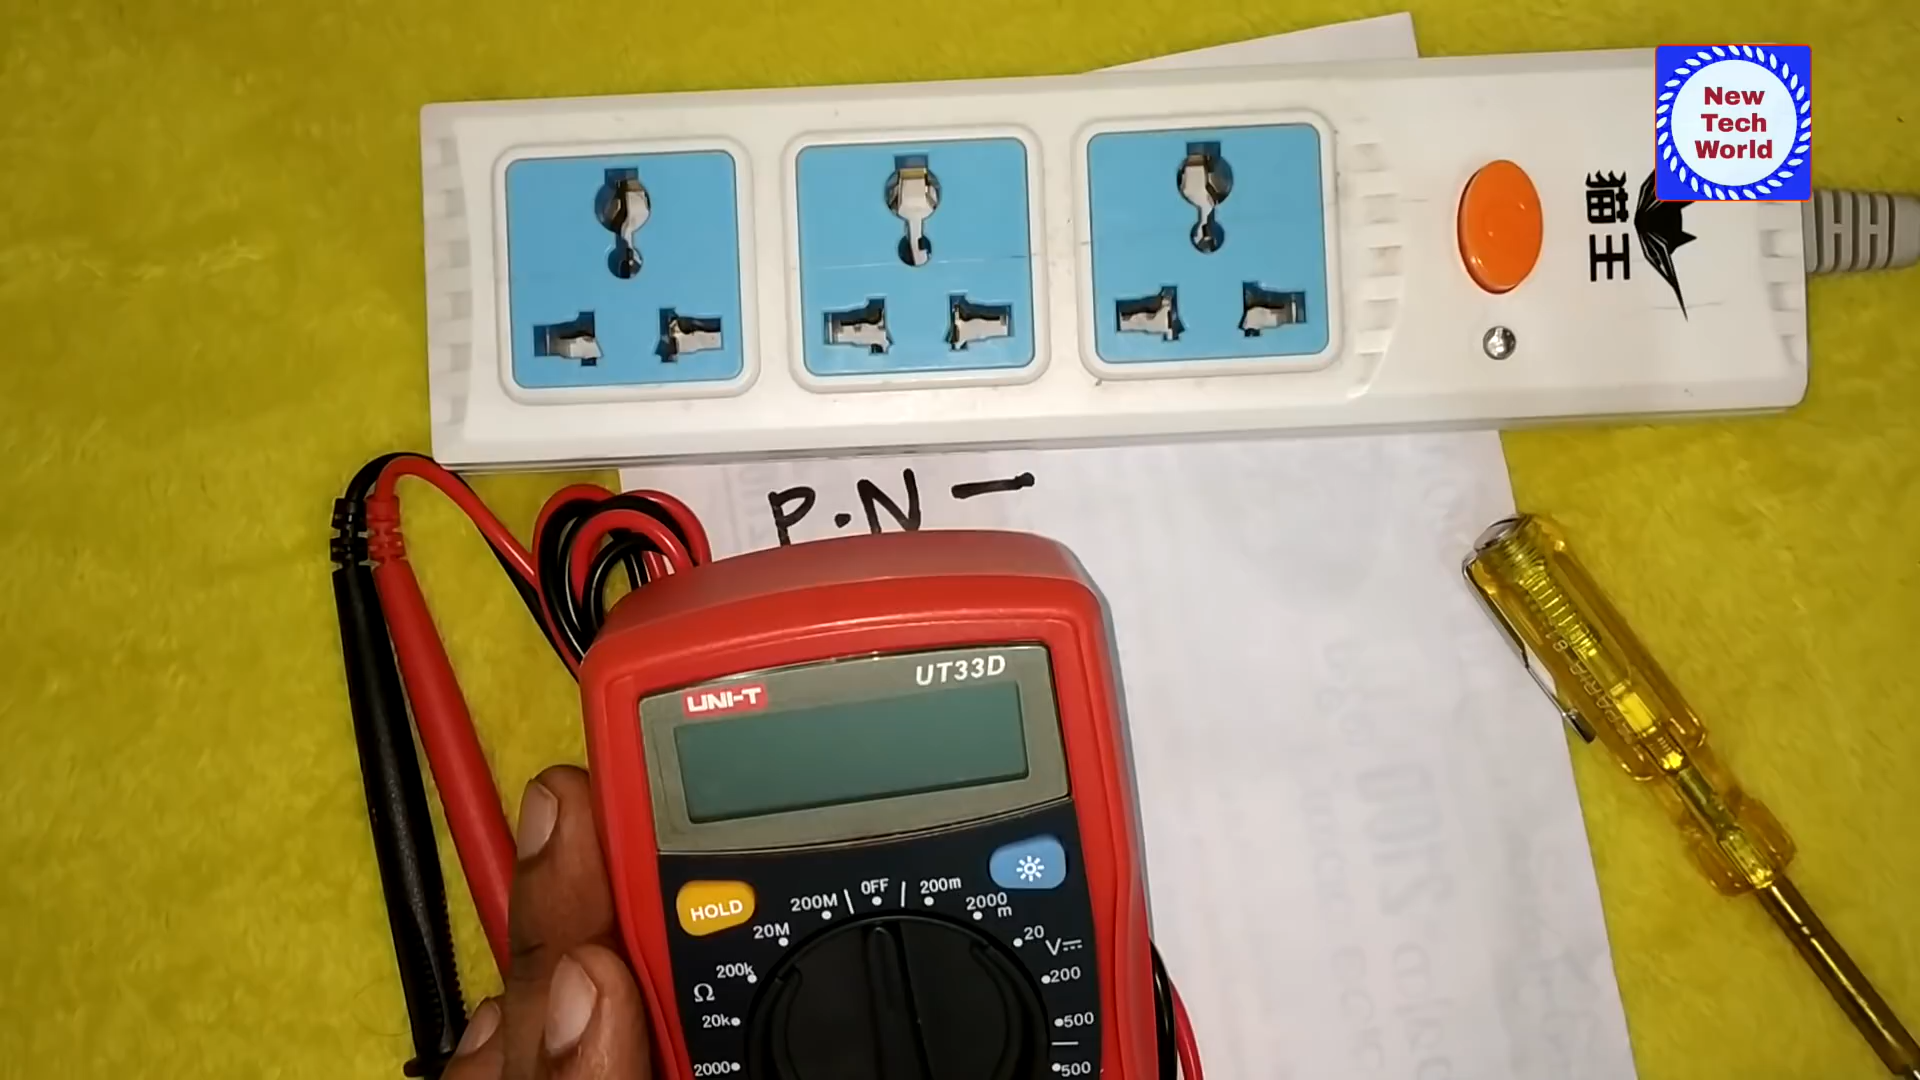 New
Tech
World
猫王
P.N —
UNI-T
UT33D
HOLD
200M
OFF
200m
2000
m
20M
20
V
200k
200
Ω
20k
500
2000
500